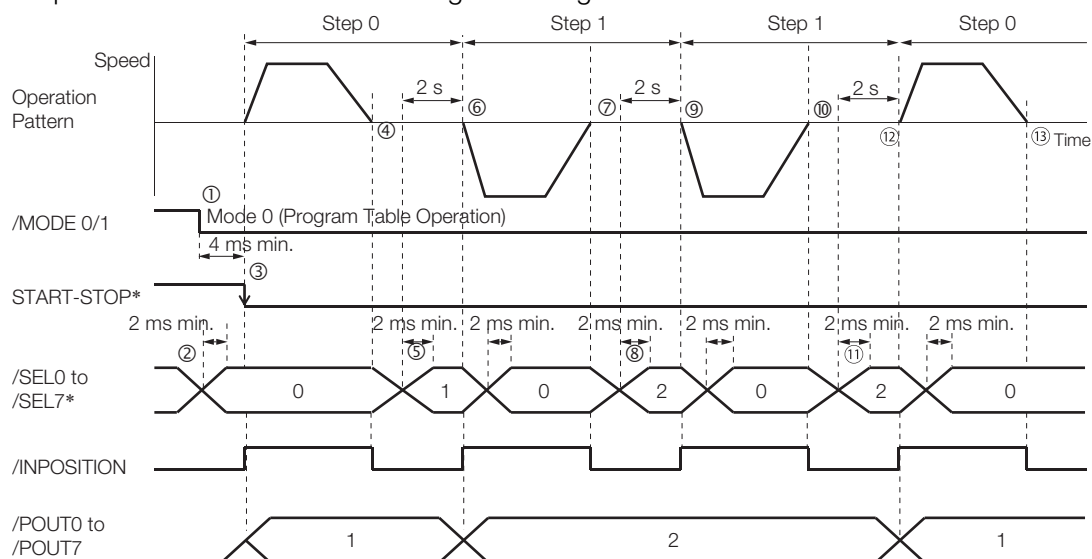 Step 0 Step 1 Step 1 Step 0
Speed
Operation
Pattern
2 s 2 s 2 s
④ ⑥ ⑦ ⑨ ⑩ ⑫ ⑬ Time
①
/MODE 0/1
Mode 0 (Program Table Operation)
4 ms min.
③
START-STOP*
2 ms min. 2 ms min. 2 ms min. 2 ms min. 2 ms min. 2 ms min. 2 ms min.
② ⑤ ⑧ ⑪
/SEL0 to
/SEL7*
0 1 0 2 0 2 0
/INPOSITION
/POUT0 to
/POUT7
1 2 1